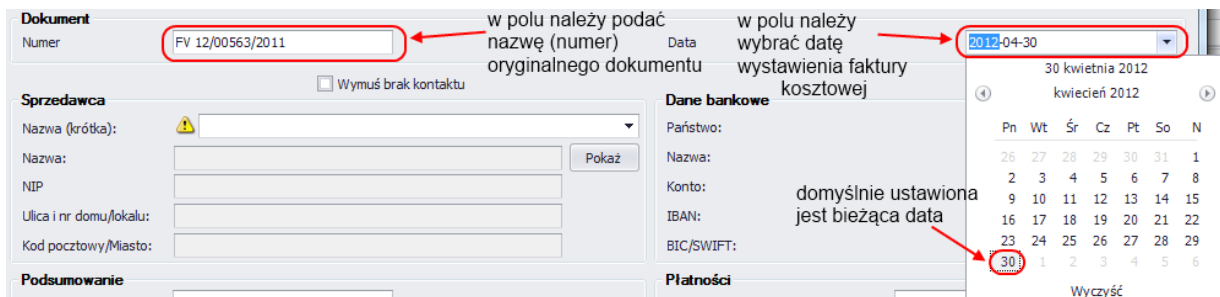 Dokument
Numer
FV 12/00563/2011
w polu należy podać
nazwę (numer)
oryginalnego dokumentu
Data
w polu należy
wybrać datę
wystawienia faktury
kosztowej
2012-04-30
Wymuś brak kontaktu
Sprzedawca
Nazwa (krótka):
Nazwa:
Pokaż
NIP
Ulica i nr domu/lokalu:
Kod pocztowy/Miasto:
Podsumowanie
Dane bankowe
Państwo:
Nazwa:
Konto:
IBAN:
BIC/SWIFT:
Płatności
domyślnie ustawiona
jest bieżąca data
30 kwietnia 2012
kwiecień 2012
Pn Wt Śr Cz Pt So N
26 27 28 29 30 31 1
2 3 4 5 6 7 8
9 10 11 12 13 14 15
16 17 18 19 20 21 22
23 24 25 26 27 28 29
30 1 2 3 4 5 6
Wyczyść